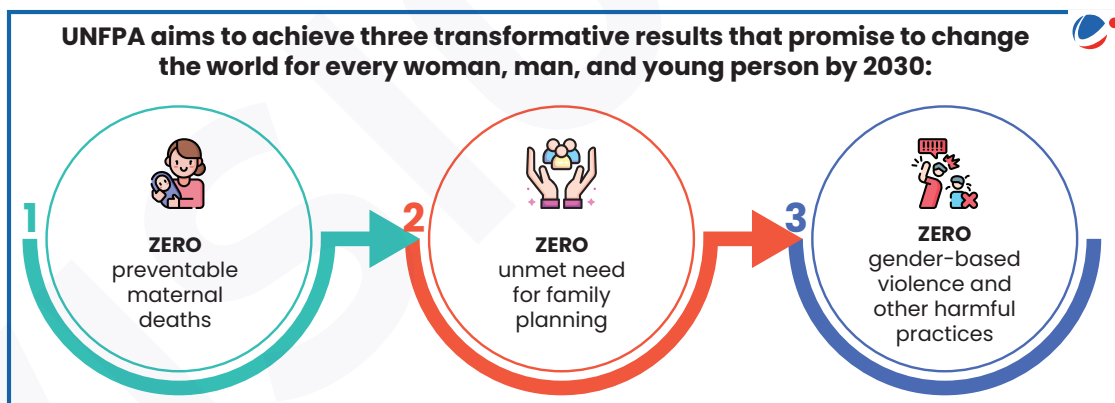 UNFPA aims to achieve three transformative results that promise to change
the world for every woman, man, and young person by 2030:
1
ZERO
preventable
maternal
deaths
2
ZERO
unmet need
for family
planning
3
ZERO
gender-based
violence and
other harmful
practices